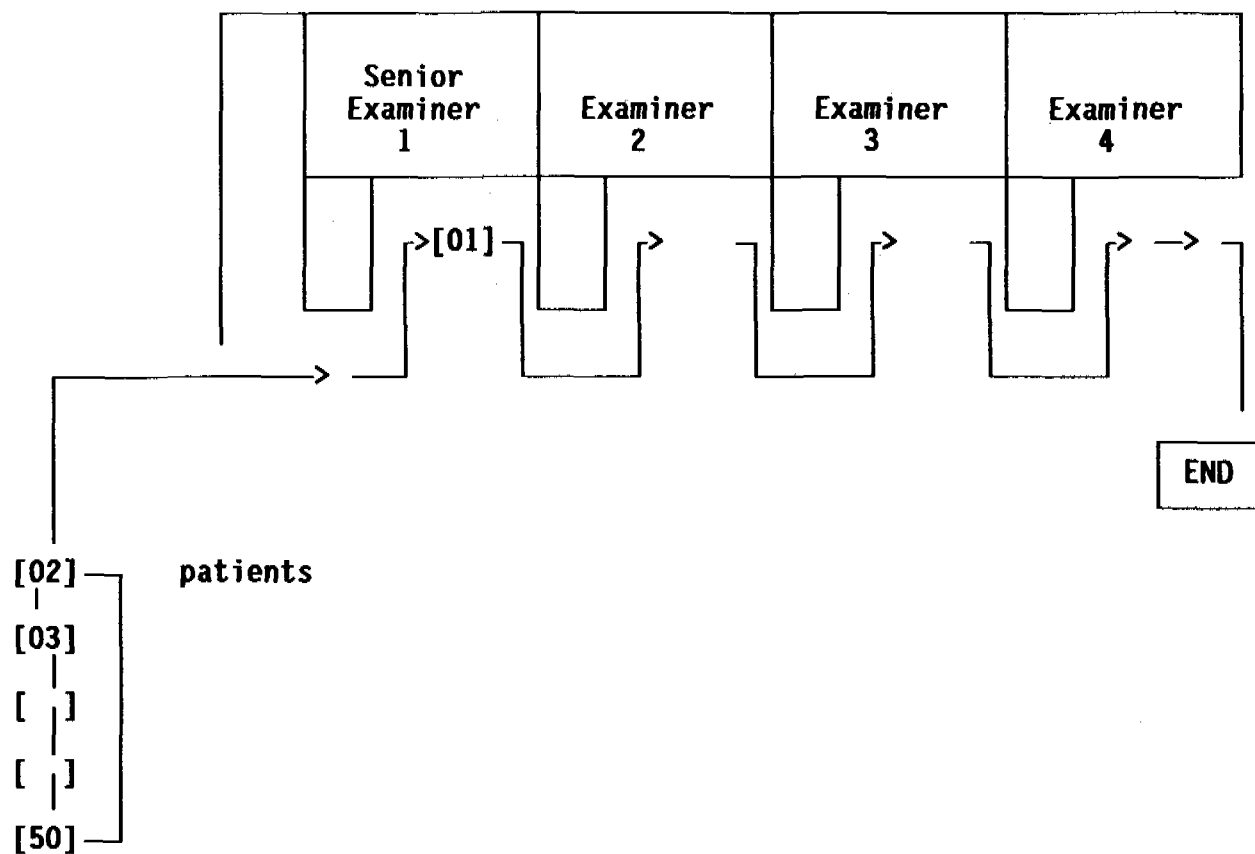 Senior
Examiner
1
Examiner
2
Examiner
3
Examiner
4
>[01]
END
[02]
patients
[03]
[ ]
[ ]
[50]